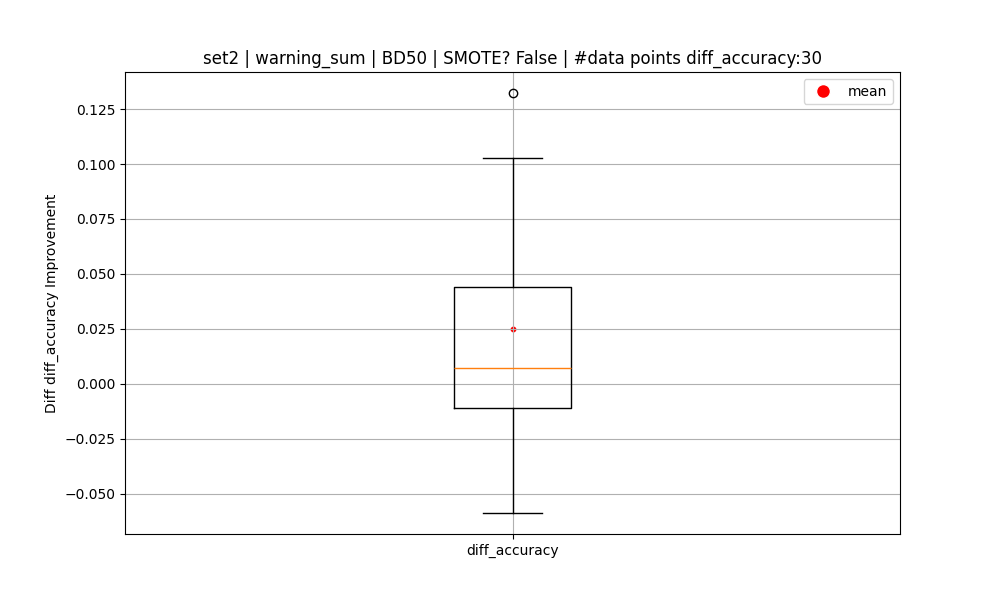 set2 | warning_sum | BD50 | SMOTE? False | #data points diff_accuracy:30
mean
Diff diff_accuracy Improvement
0.125
0.100
0.075
0.050
0.025
0.000
−0.025
−0.050
diff_accuracy